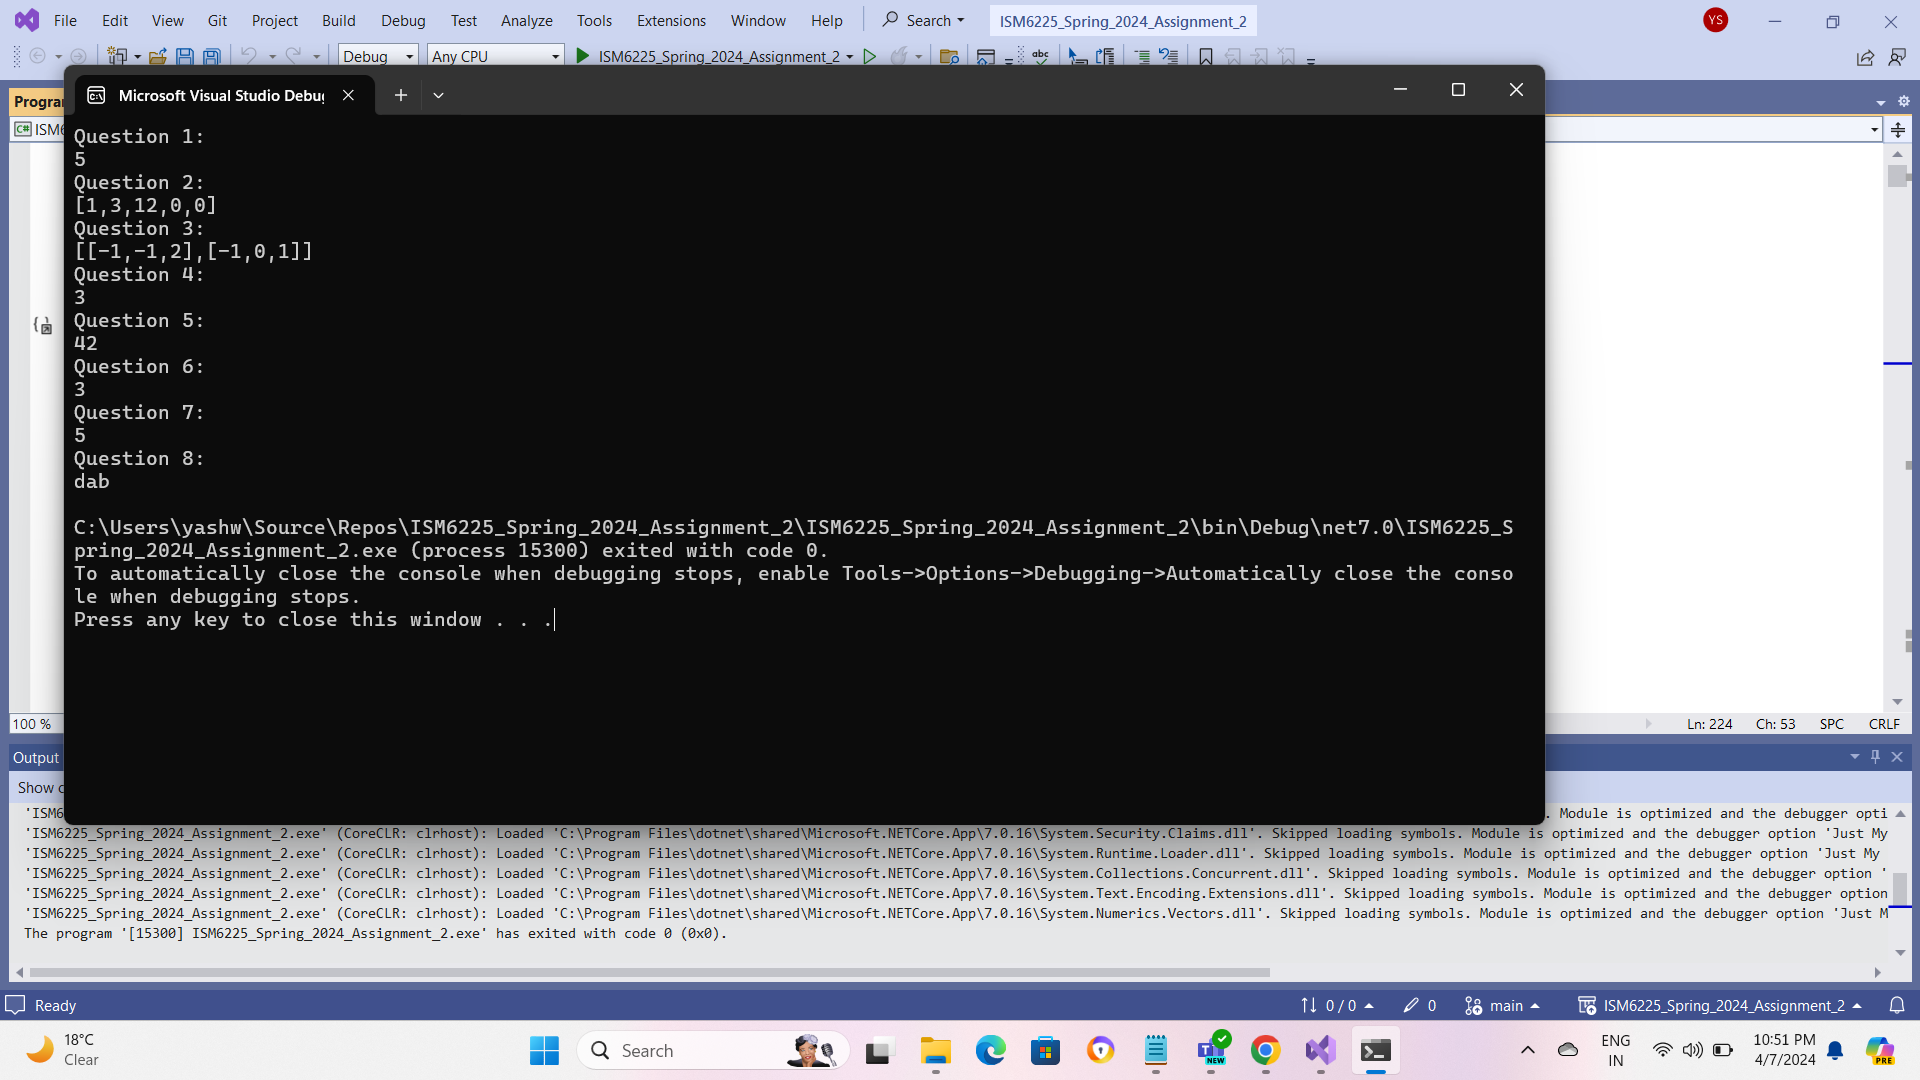 File Edit View Git Project Build Debug Test Analyze Tools Extensions Window Help Search ISM6225_Spring_2024_Assignment_2 YS
Debug Any CPU ISM6225_Spring_2024_Assignment_2
Microsoft Visual Studio Debug
Question 1:
5
Question 2:
[1,3,12,0,0]
Question 3:
[[-1,-1,2],[-1,0,1]]
Question 4:
3
Question 5:
42
Question 6:
3
Question 7:
5
Question 8:
dab
C:\Users\yashw\Source\Repos\ISM6225_Spring_2024_Assignment_2\ISM6225_Spring_2024_Assignment_2\bin\Debug\net7.0\ISM6225_S
pring_2024_Assignment_2.exe (process 15300) exited with code 0.
To automatically close the console when debugging stops, enable Tools->Options->Debugging->Automatically close the conso
le when debugging stops.
Press any key to close this window . . .
100 % Ln: 224 Ch: 53 SPC CRLF
Output
Show
'ISM6 . Module is optimized and the debugger opti
'ISM6225_Spring_2024_Assignment_2.exe' (CoreCLR: clrhost): Loaded 'C:\Program Files\dotnet\shared\Microsoft.NETCore.App\7.0.16\System.Security.Claims.dll'. Skipped loading symbols. Module is optimized and the debugger option 'Just My
'ISM6225_Spring_2024_Assignment_2.exe' (CoreCLR: clrhost): Loaded 'C:\Program Files\dotnet\shared\Microsoft.NETCore.App\7.0.16\System.Runtime.Loader.dll'. Skipped loading symbols. Module is optimized and the debugger option 'Just My
'ISM6225_Spring_2024_Assignment_2.exe' (CoreCLR: clrhost): Loaded 'C:\Program Files\dotnet\shared\Microsoft.NETCore.App\7.0.16\System.Collections.Concurrent.dll'. Skipped loading symbols. Module is optimized and the debugger option '
'ISM6225_Spring_2024_Assignment_2.exe' (CoreCLR: clrhost): Loaded 'C:\Program Files\dotnet\shared\Microsoft.NETCore.App\7.0.16\System.Text.Encoding.Extensions.dll'. Skipped loading symbols. Module is optimized and the debugger option
'ISM6225_Spring_2024_Assignment_2.exe' (CoreCLR: clrhost): Loaded 'C:\Program Files\dotnet\shared\Microsoft.NETCore.App\7.0.16\System.Numerics.Vectors.dll'. Skipped loading symbols. Module is optimized and the debugger option 'Just M
The program '[15300] ISM6225_Spring_2024_Assignment_2.exe' has exited with code 0 (0x0).
Ready 0 / 0 0 main ISM6225_Spring_2024_Assignment_2
18°C
Clear
Search
NEW
ENG
IN
10:51 PM
4/7/2024
PRE